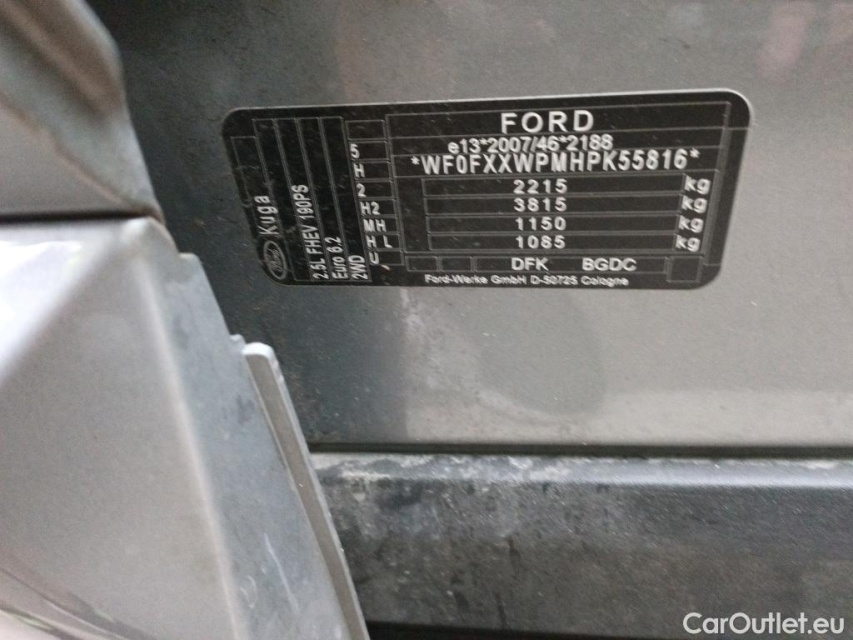 FORD
e13*2007/46*2188
*WF0FXXWPMHPK55816*
2215 kg
3815 kg
1150 kg
1085 kg
DFK BGDC
Ford-Werke GmbH D-50725 Cologne
5
H
2
H2
MH
H L
U
Ford
Kuga
2.5L FHEV 190PS
Euro 6.2
2WD
CarOutlet.eu